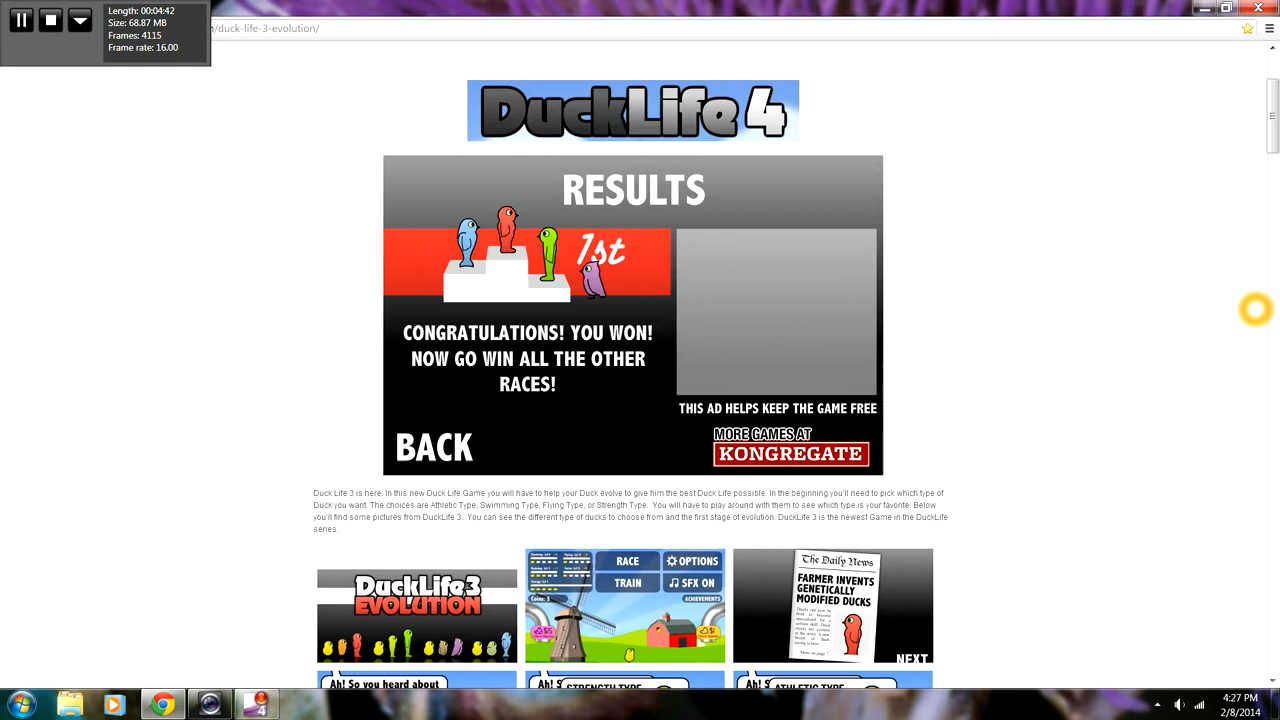 Length: 00:04:42
Size: 68.87 MB
Frames: 4115
Frame rate: 16.00
/duck-life-3-evolution/
DuckLife 4
RESULTS
1st
CONGRATULATIONS! YOU WON!
NOW GO WIN ALL THE OTHER
RACES!
THIS AD HELPS KEEP THE GAME FREE
BACK
MORE GAMES AT
KONGREGATE
Duck Life 3 is here. In this new Duck Life Game you will have to help your Duck evolve to give him the best Duck Life possible. In the beginning you'll need to pick which type of
Duck you want. The choices are Athletic Type, Swimming Type, Flying Type, or Strength Type. You will have to play around with them to see which type is your favorite. Below
you'll find some pictures from DuckLife 3. You can see the different type of ducks to choose from and the first stage of evolution. DuckLife 3 is the newest Game in the DuckLife
series.
DuckLife3
EVOLUTION
RACE
OPTIONS
TRAIN
SFX ON
Coins: 5
ACHIEVEMENTS
The Daily News
FARMER INVENTS
GENETICALLY
MODIFIED DUCKS
More on page 7
NEXT
Ah! So you heard about
Ah! S
STRENGTH TYPE
Ah! S
ATHLETIC TYPE
4
4:27 PM
2/8/2014